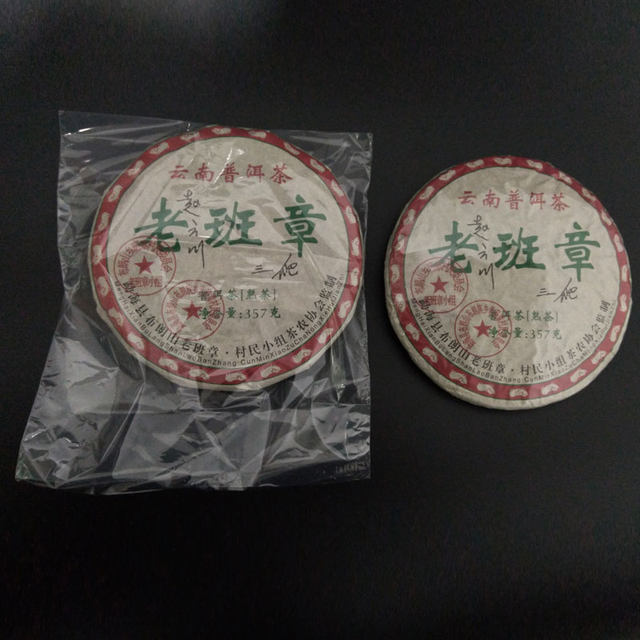 云南普洱茶
老班章
普洱茶[熟茶]
净含量:357克
勐海县布朗山老班章·村民小组茶农协会监制
云南普洱茶
老班章
普洱茶[熟茶]
净含量:357克
勐海县布朗山老班章·村民小组茶农协会监制